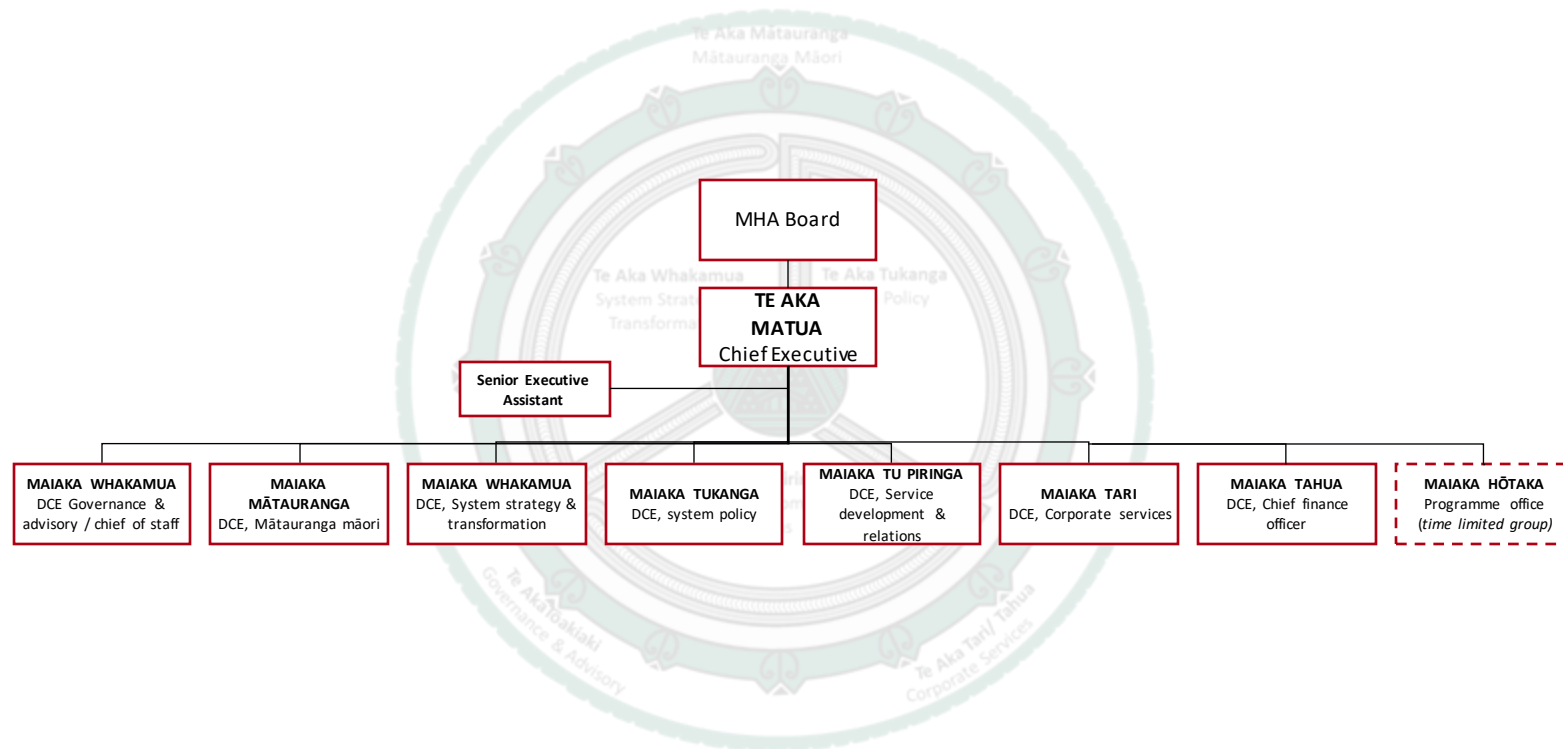 Te Aka Mātauranga
Mātauranga Māori
MHA Board
Te Aka Whakamua
System Strate
Transforma
Te Aka Tukanga
Policy
TE AKA
MATUA
Chief Executive
Senior Executive
Assistant
MAIAKA WHAKAMUA
DCE Governance &
advisory / chief of staff
MAIAKA
MĀTAURANGA
DCE, Mātauranga māori
MAIAKA WHAKAMUA
DCE, System strategy &
transformation
MAIAKA TUKANGA
DCE, system policy
MAIAKA TU PIRINGA
DCE, Service
development &
relations
MAIAKA TARI
DCE, Corporate services
MAIAKA TAHUA
DCE, Chief finance
officer
MAIAKA HŌTAKA
Programme office
(time limited group)
Te Aka Toakiaki
Governance & Advisory
Te Aka Tari/ Tahua
Corporate Services